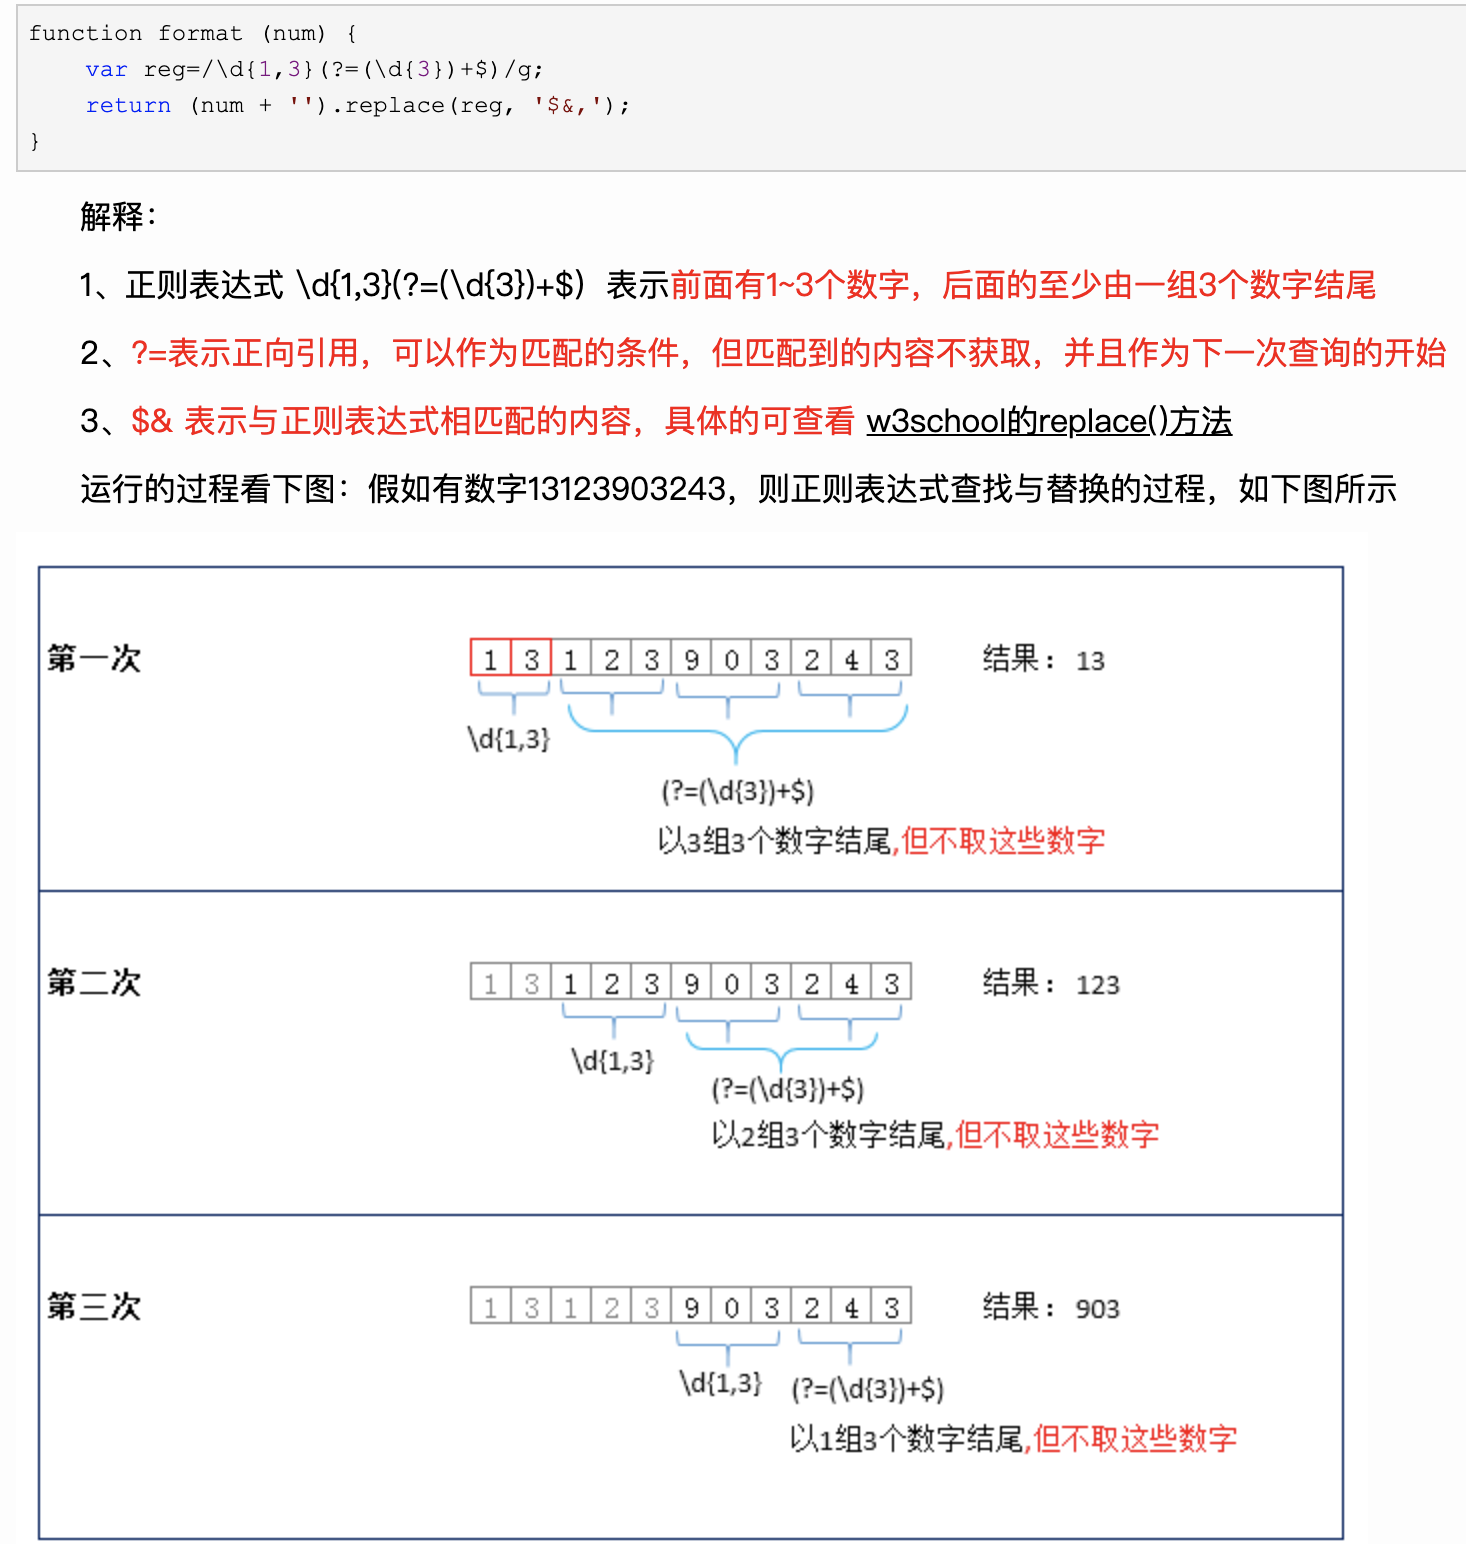 function format (num) {
    var reg=/\d{1,3}(?=(\d{3})+$)/g;
    return (num + '').replace(reg, '$&,');
}
解释：
1、正则表达式 \d{1,3}(?=(\d{3})+$）表示前面有1~3个数字，后面的至少由一组3个数字结尾
2、?=表示正向引用，可以作为匹配的条件，但匹配到的内容不获取，并且作为下一次查询的开始
3、$& 表示与正则表达式相匹配的内容，具体的可查看 w3school的replace()方法
运行的过程看下图：假如有数字13123903243，则正则表达式查找与替换的过程，如下图所示
第一次 1 3 1 2 3 9 0 3 2 4 3 结果：13
\d{1,3}
(?=(\d{3})+$)
以3组3个数字结尾,但不取这些数字
第二次 1 3 1 2 3 9 0 3 2 4 3 结果：123
\d{1,3}
(?=(\d{3})+$)
以2组3个数字结尾,但不取这些数字
第三次 1 3 1 2 3 9 0 3 2 4 3 结果：903
\d{1,3} (?=(\d{3})+$)
以1组3个数字结尾,但不取这些数字